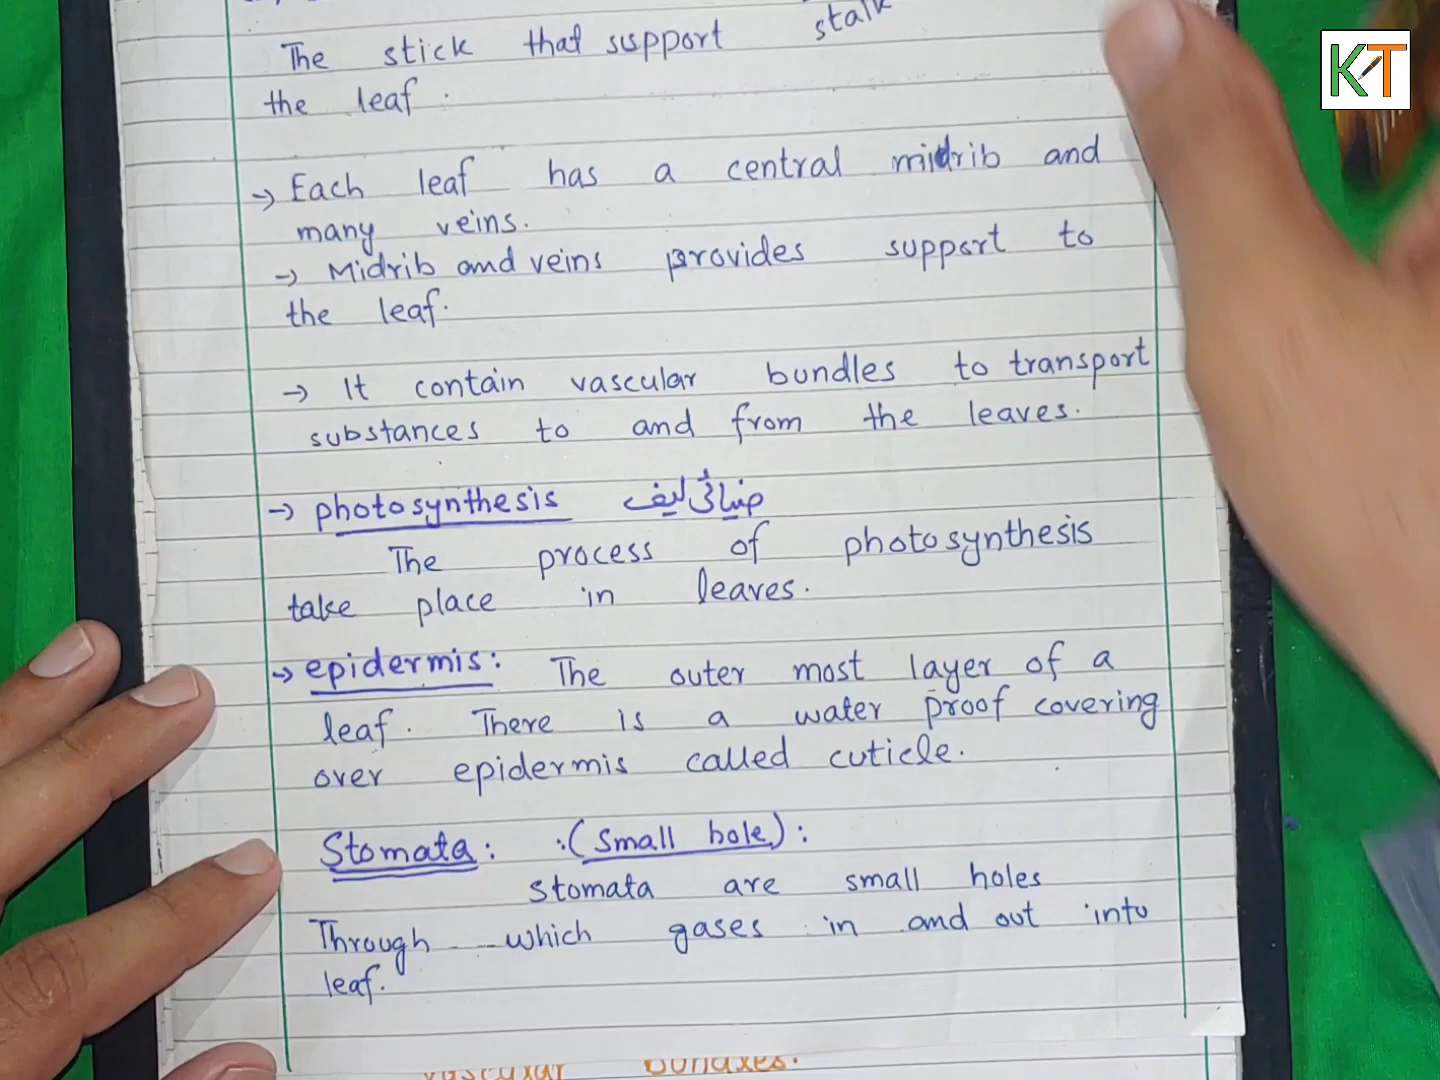 The stick that support stalk
the leaf.
→ Each leaf has a central midrib and
many veins.
→ Midrib and veins provides support to
the leaf.
→ It contain vascular bundles to transport
substances to and from the leaves.
→ photosynthesis ضیائی لیف
The process of photosynthesis
take place in leaves.
→ epidermis: The outer most layer of a
leaf. There is a water proof covering
over epidermis called cuticle.
Stomata: :(Small hole):
Stomata are small holes
Through which gases in and out into
leaf.
KT